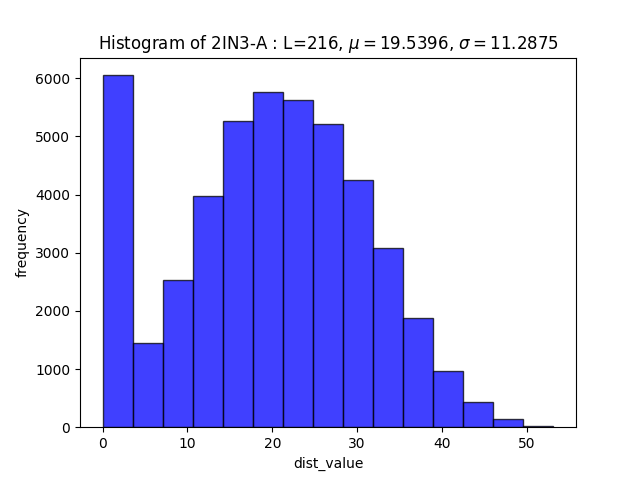 Histogram of 2IN3-A : L=216, μ = 19.5396, σ = 11.2875
6000
5000
4000
3000
2000
1000
0
frequency
0 10 20 30 40 50
dist_value